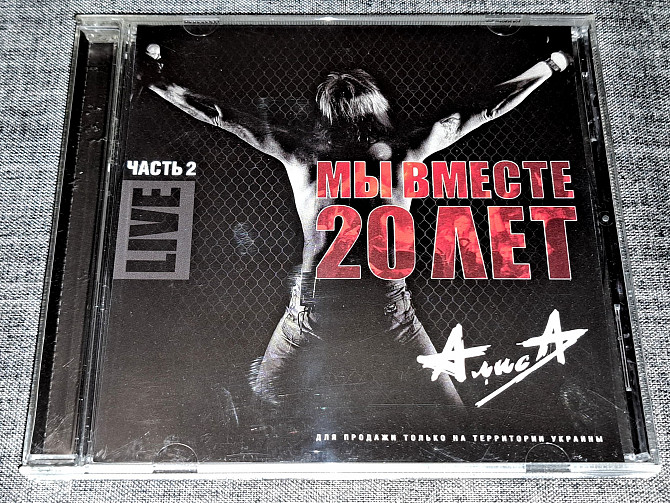 ЧАСТЬ 2
LIVE
МЫ ВМЕСТЕ
20 ЛЕТ
АлисА
ДЛЯ ПРОДАЖИ ТОЛЬКО НА ТЕРРИТОРИИ УКРАИНЫ